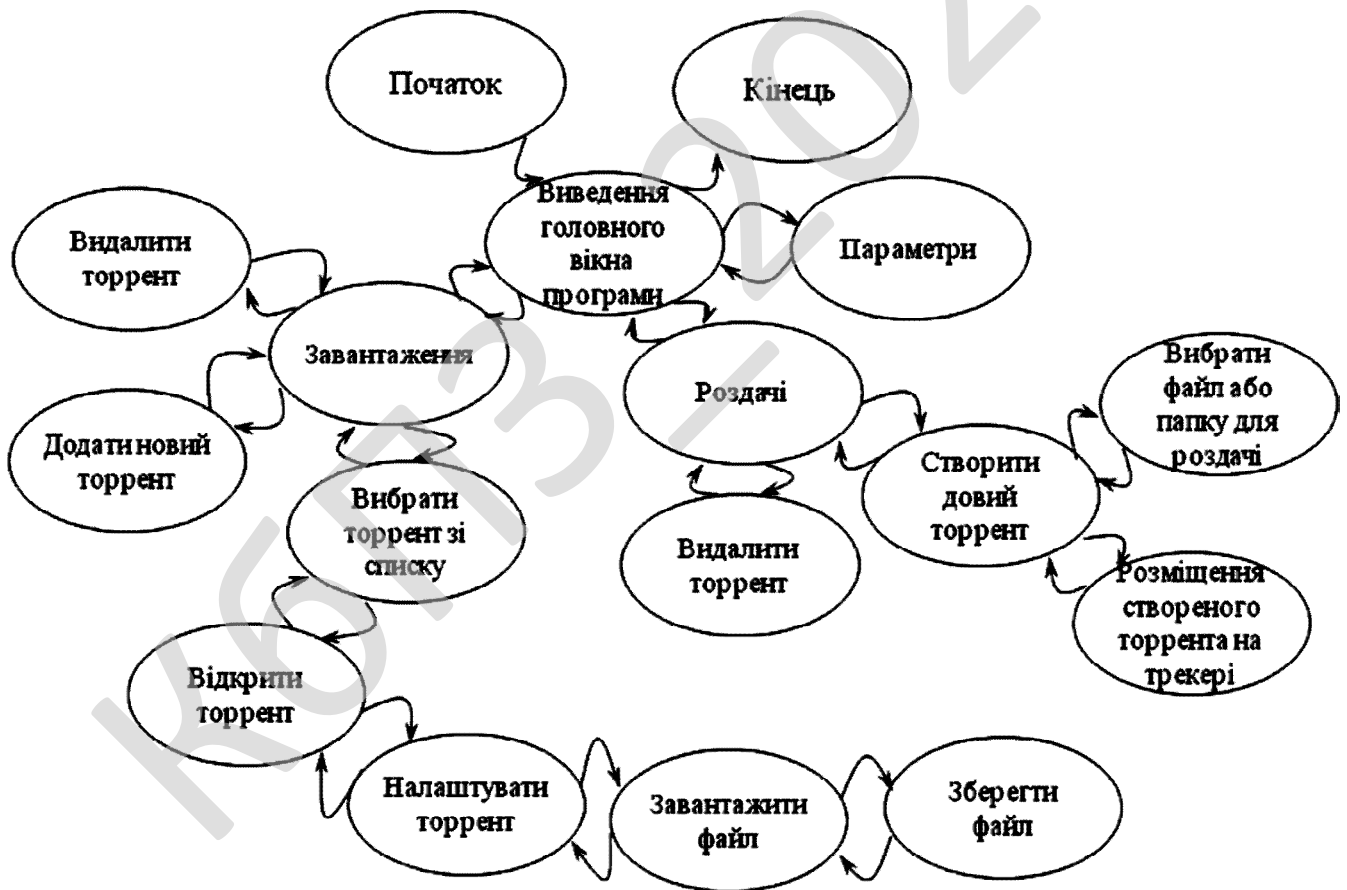 Початок
Кінець
Виведення
головного
вікна
програми
Параметри
Видалити
торрент
Завантаження
Роздачі
Вибрати
файл або
папку для
роздачі
Додати новий
торрент
Вибрати
торрент зі
списку
Створити
довий
торрент
Видалити
торрент
Розміщення
створеного
торрента на
трекері
Відкрити
торрент
Налаштувати
торрент
Завантажити
файл
Зберегти
файл